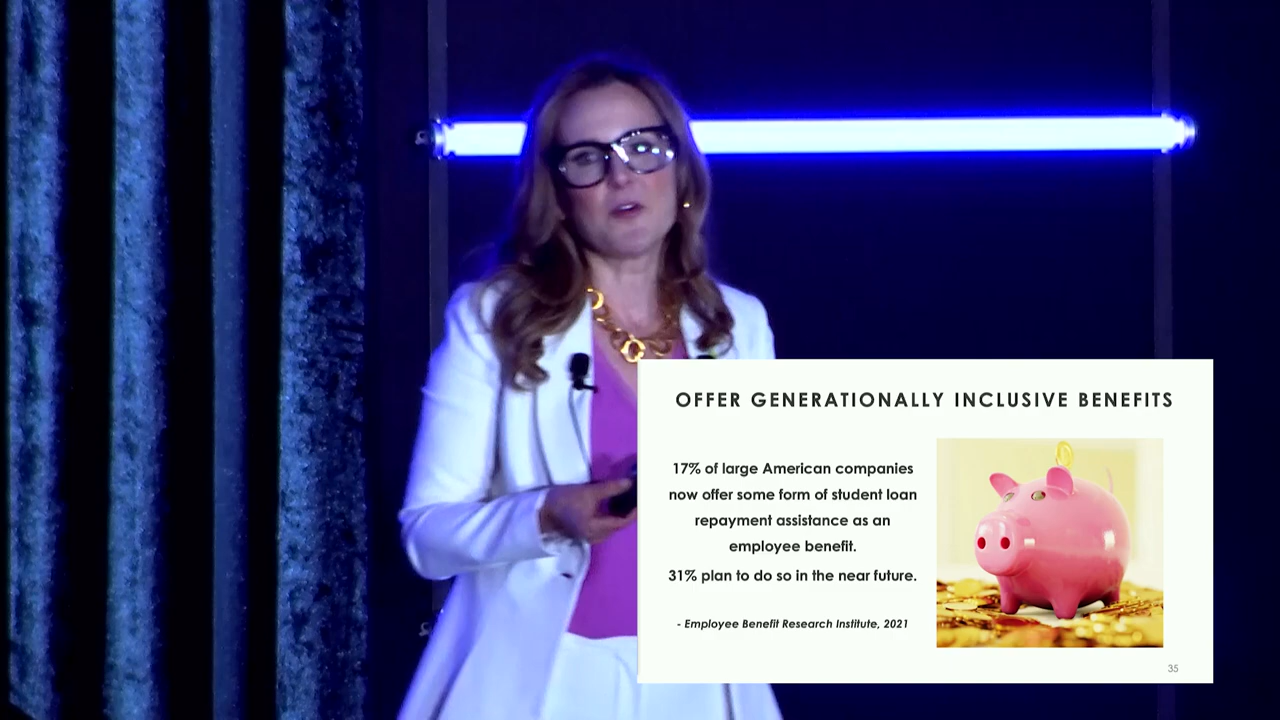 OFFER GENERATIONALLY INCLUSIVE BENEFITS
17% of large American companies
now offer some form of student loan
repayment assistance as an
employee benefit.
31% plan to do so in the near future.
- Employee Benefit Research Institute, 2021
35